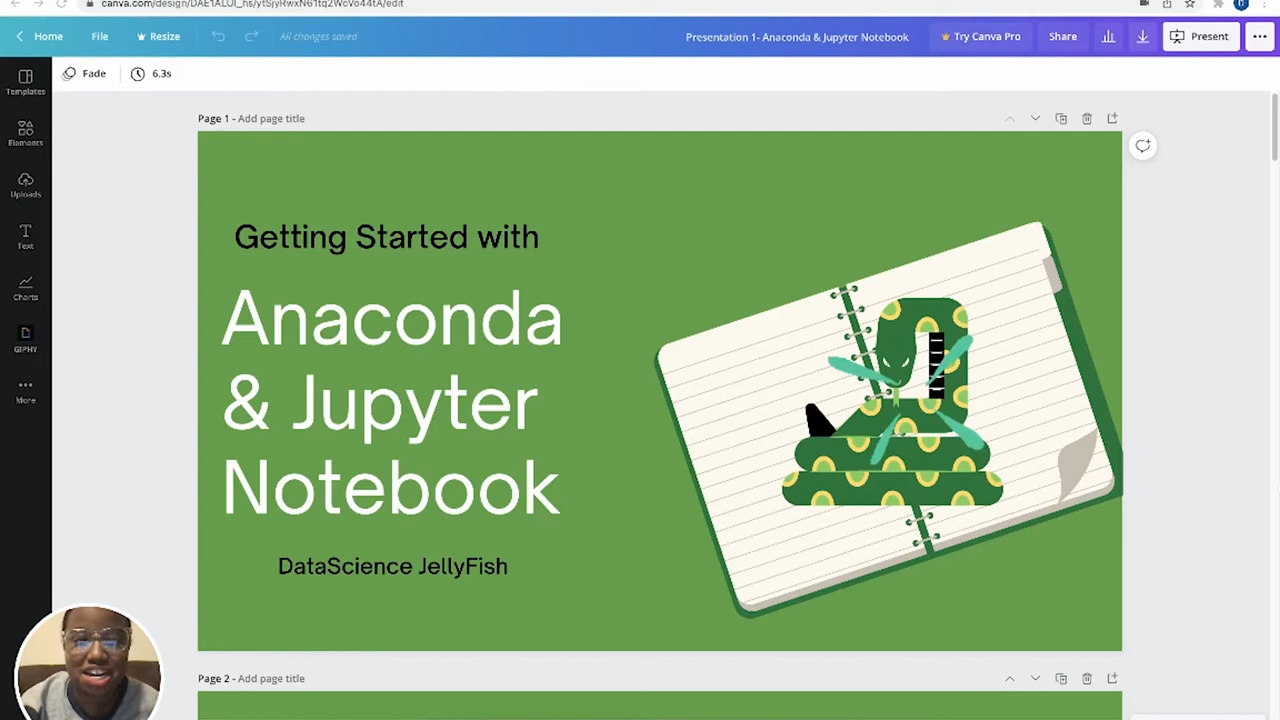 Home
File
Resize
All changes saved
Presentation 1- Anaconda & Jupyter Notebook
Try Canva Pro
Share
Present
Templates
Fade
6.3s
Elements
Uploads
Text
Charts
GIPHY
More
Page 1 - Add page title
Getting Started with
Anaconda
& Jupyter
Notebook
DataScience JellyFish
Page 2 - Add page title